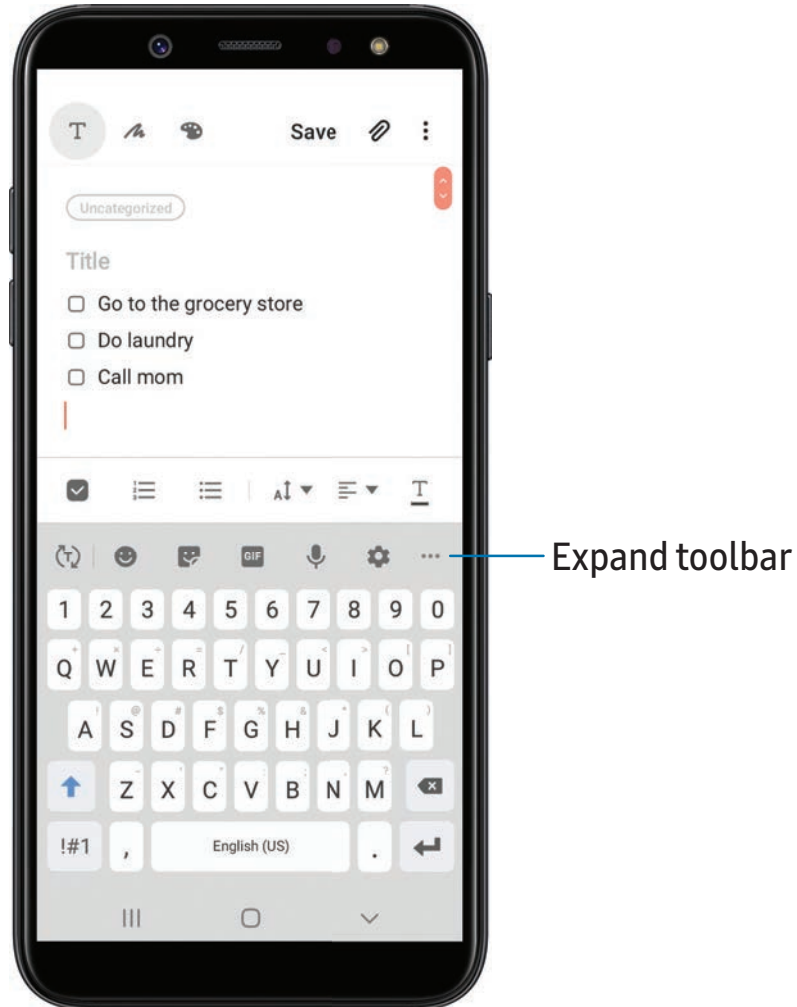 T Save
Uncategorized
Title
Go to the grocery store
Do laundry
Call mom
A T
T GIF
Expand toolbar
1 2 3 4 5 6 7 8 9 0
Q W E R T Y U I O P
A S D F G H J K L
Z X C V B N M
!#1 , English (US) .